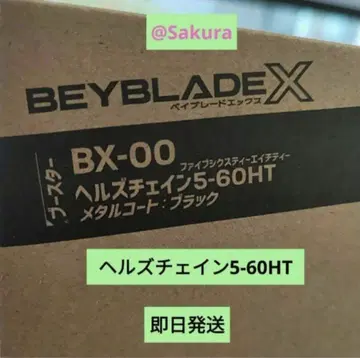 @Sakura
BEYBLADE X
ベイブレードエックス
ブースター
BX-00
ファイブシックスティーエイチティー
ヘルズチェイン5-60HT
メタルコート:ブラック
ヘルズチェイン5-60HT
即日発送